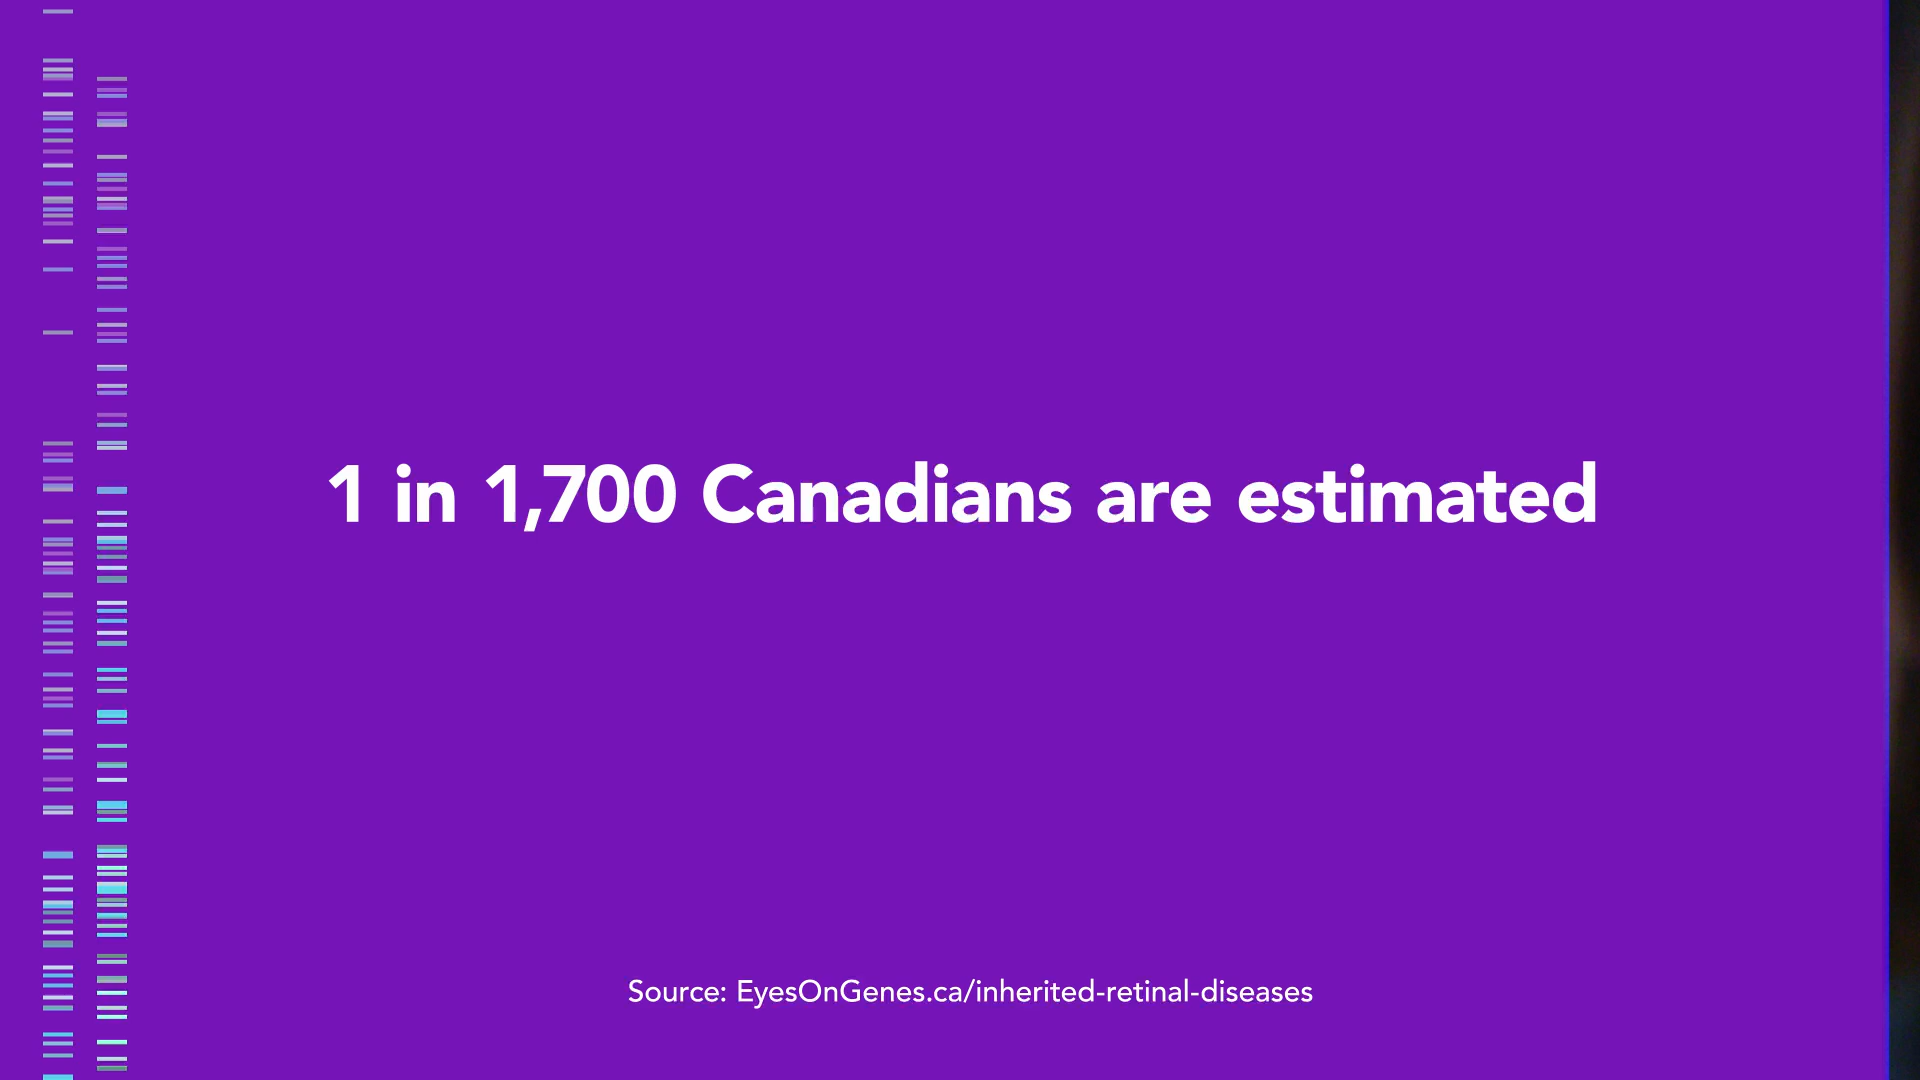 1 in 1,700 Canadians are estimated
Source: EyesOnGenes.ca/inherited-retinal-diseases